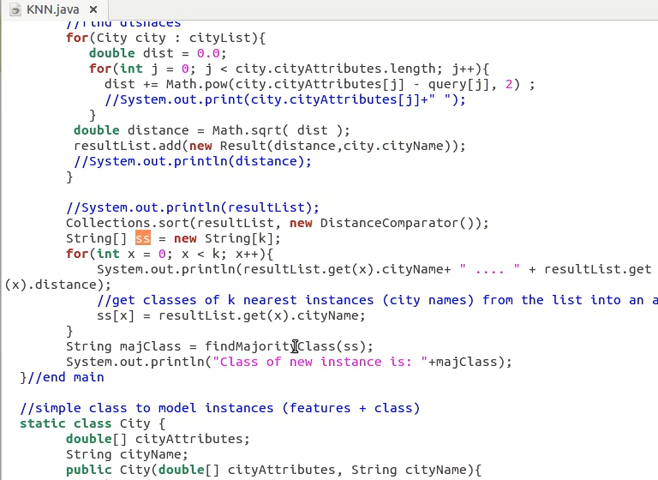 KNN.java ×
//find distnaces
for(City city : cityList){
double dist = 0.0;
for(int j = 0; j < city.cityAttributes.length; j++){
dist += Math.pow(city.cityAttributes[j] - query[j], 2) ;
//System.out.print(city.cityAttributes[j]+" ");
}
double distance = Math.sqrt( dist );
resultList.add(new Result(distance,city.cityName));
//System.out.println(distance);
}
//System.out.println(resultList);
Collections.sort(resultList, new DistanceComparator());
String[] ss = new String[k];
for(int x = 0; x < k; x++){
System.out.println(resultList.get(x).cityName+ " .... " + resultList.get
(x).distance);
//get classes of k nearest instances (city names) from the list into an a
ss[x] = resultList.get(x).cityName;
}
String majClass = findMajorityClass(ss);
System.out.println("Class of new instance is: "+majClass);
}//end main
//simple class to model instances (features + class)
static class City {
double[] cityAttributes;
String cityName;
public City(double[] cityAttributes, String cityName){